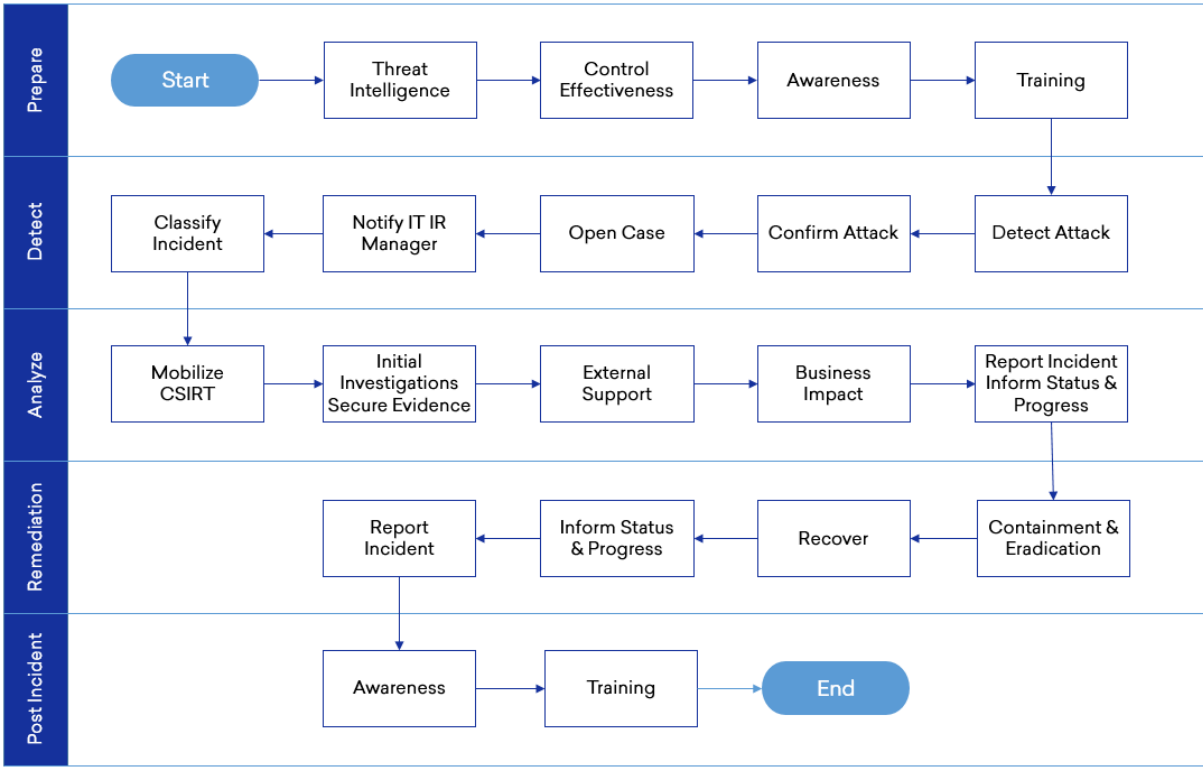 Prepare
Start
Threat
Intelligence
Control
Effectiveness
Awareness
Training
Detect
Classify
Incident
Notify IT IR
Manager
Open Case
Confirm Attack
Detect Attack
Analyze
Mobilize
CSIRT
Initial
Investigations
Secure Evidence
External
Support
Business
Impact
Report Incident
Inform Status &
Progress
Remediation
Report
Incident
Inform Status
& Progress
Recover
Containment &
Eradication
Post Incident
Awareness
Training
End